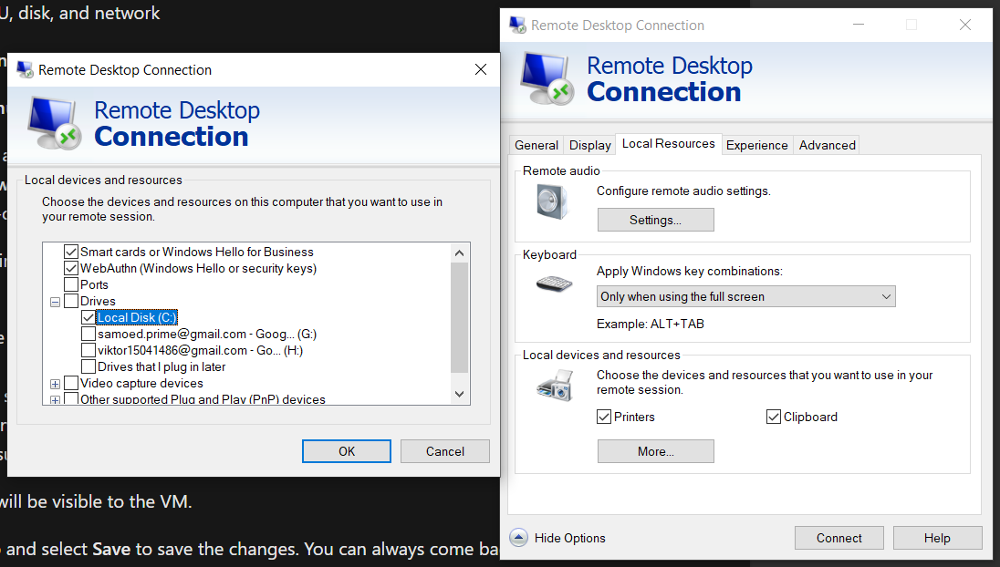 U, disk, and network
Remote Desktop Connection
Remote Desktop
Connection
Local devices and resources
Choose the devices and resources on this computer that you want to use in
your remote session.
Smart cards or Windows Hello for Business
WebAuthn (Windows Hello or security keys)
Ports
Drives
Local Disk (C:)
samoed.prime@gmail.com - Goog... (G:)
viktor15041486@gmail.com - Go... (H:)
Drives that I plug in later
Video capture devices
Other supported Plug and Play (PnP) devices
OK Cancel
will be visible to the VM.
and select Save to save the changes. You can always come ba
Remote Desktop Connection
Remote Desktop
Connection
General Display Local Resources Experience Advanced
Remote audio
Configure remote audio settings.
Settings...
Keyboard
Apply Windows key combinations:
Only when using the full screen
Example: ALT+TAB
Local devices and resources
Choose the devices and resources that you want to use in your
remote session.
Printers Clipboard
More...
Hide Options Connect Help